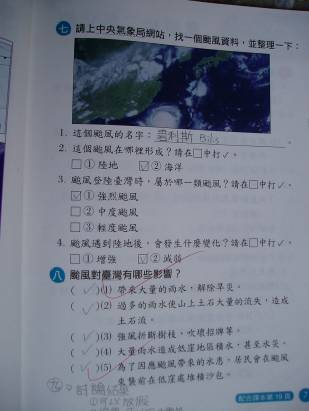 七 請上中央氣象局網站，找一個颱風資料，並整理一下：
1. 這個颱風的名字：碧利斯 Bilis。
2. 這個颱風在哪裡形成？請在□中打✓。
□① 陸地 ☑② 海洋
3. 颱風登陸臺灣時，屬於哪一類颱風？請在□中打✓。
☑① 強烈颱風
□② 中度颱風
□③ 輕度颱風
4. 颱風遇到陸地後，會發生什麼變化？請在□中打✓。
□① 增強 ☑② 減弱
八 颱風對臺灣有哪些影響？
(✓)(1) 帶來大量的雨水，解除旱災。
(✓)(2) 過多的雨水使山上土石大量的流失，造成
土石流。
(✓)(3) 強風拆斷樹枝、吹壞招牌等。
(✓)(4) 大量雨水造成低窪地區積水，甚至水災。
(✓)(5) 為了因應颱風帶來的水患，居民會在颱風
來襲前在低窪處堆積沙包。
九 討論結果
配合課本第19頁
7